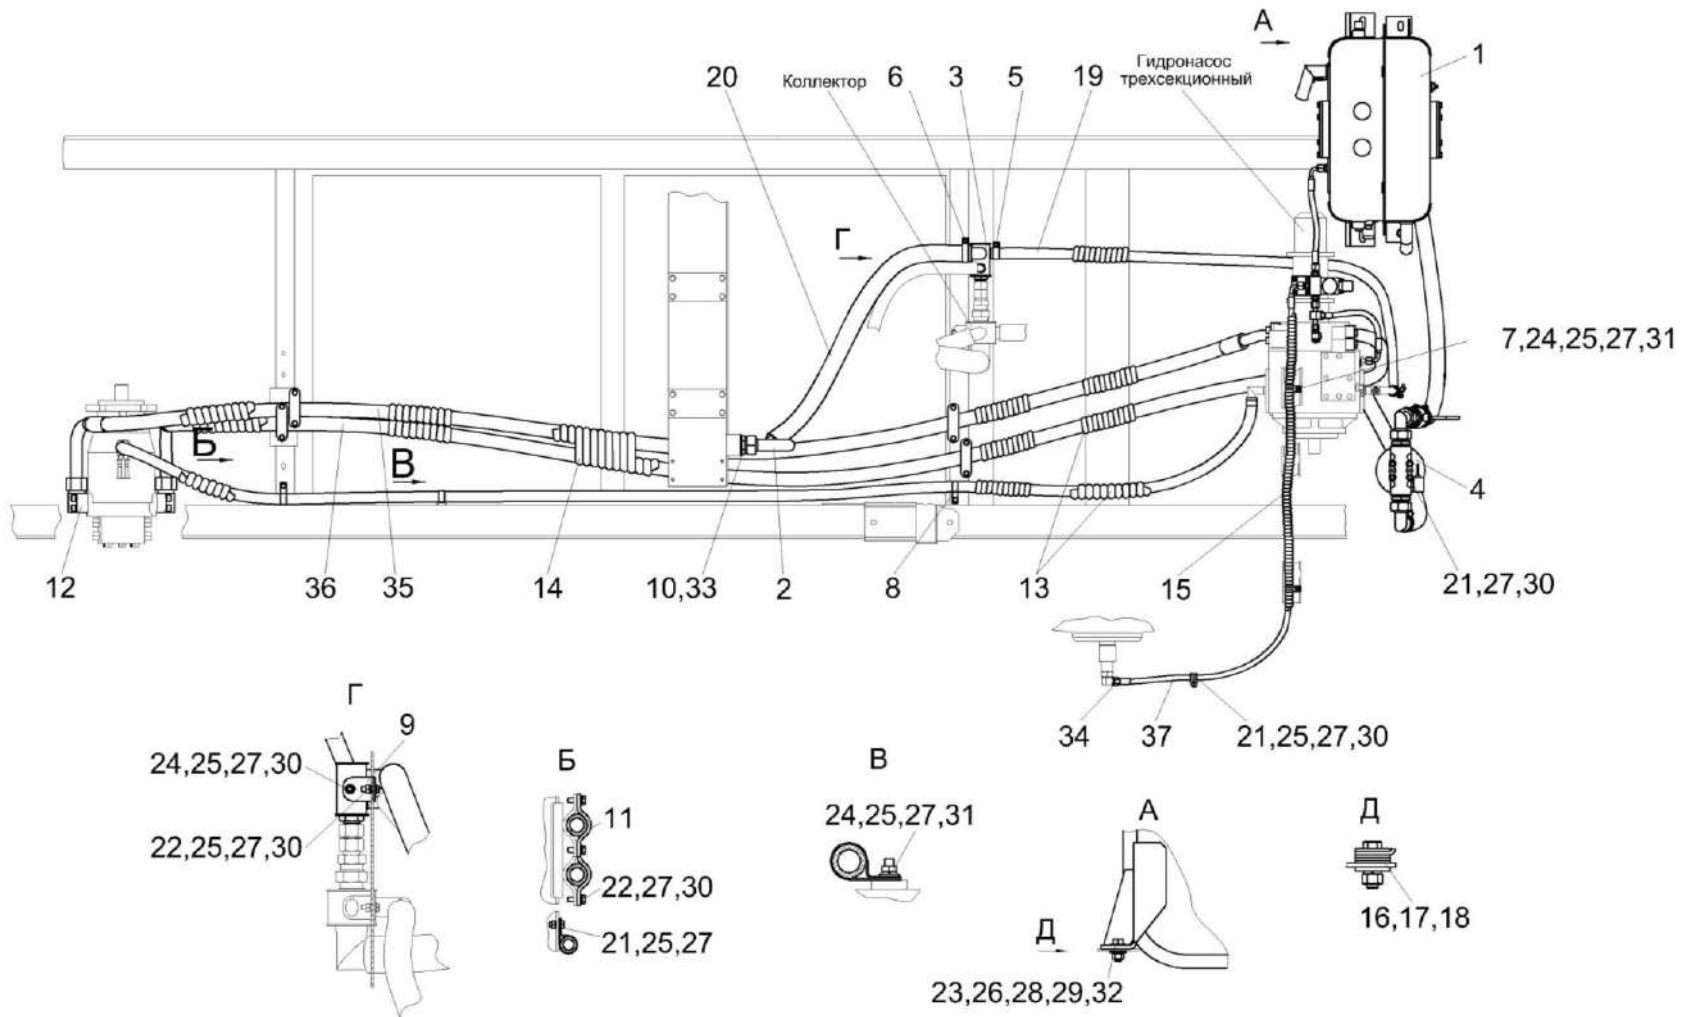 А
1
20
Коллектор
6
3
5
19
Гидронасос
трехсекционный
Г
7,24,25,27,31
Б
В
4
12
36
35
14
10,33
2
8
13
15
21,27,30
34
37
21,25,27,30
Г
9
24,25,27,30
22,25,27,30
Б
11
22,27,30
21,25,27
В
24,25,27,31
А
Д
23,26,28,29,32
Д
16,17,18